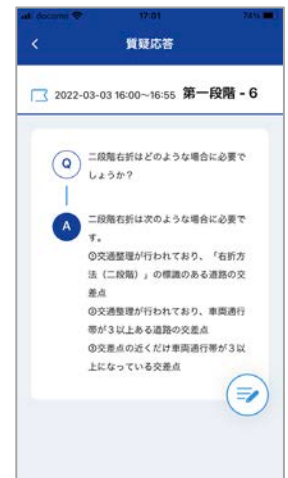 docomo 17:01 74%
質疑応答
2022-03-03 16:00~16:55 第一段階 - 6
Q 二段階右折はどのような場合に必要で
しょうか？
A 二段階右折は次のような場合に必要で
す。
①交通整理が行われており、「右折方
法（二段階）」の標識のある道路の交
差点
②交通整理が行われており、車両通行
帯が３以上ある道路の交差点
③交差点の近くだけ車両通行帯が３以
上になっている交差点